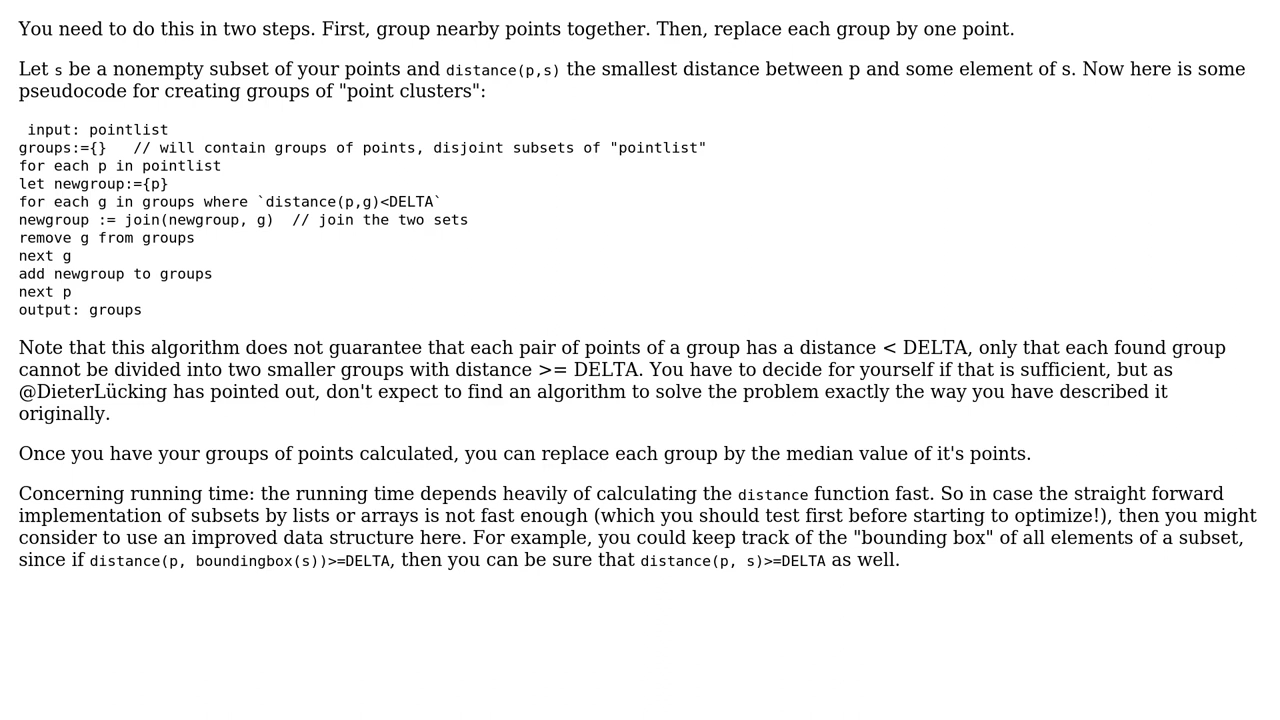 You need to do this in two steps. First, group nearby points together. Then, replace each group by one point.
Let s be a nonempty subset of your points and distance(p,s) the smallest distance between p and some element of s. Now here is some
pseudocode for creating groups of "point clusters":
input: pointlist
groups:={}   // will contain groups of points, disjoint subsets of "pointlist"
for each p in pointlist
let newgroup:={p}
for each g in groups where `distance(p,g)<DELTA`
newgroup := join(newgroup, g)  // join the two sets
remove g from groups
next g
add newgroup to groups
next p
output: groups
Note that this algorithm does not guarantee that each pair of points of a group has a distance < DELTA, only that each found group
cannot be divided into two smaller groups with distance >= DELTA. You have to decide for yourself if that is sufficient, but as
@DieterLücking has pointed out, don't expect to find an algorithm to solve the problem exactly the way you have described it
originally.
Once you have your groups of points calculated, you can replace each group by the median value of it's points.
Concerning running time: the running time depends heavily of calculating the distance function fast. So in case the straight forward
implementation of subsets by lists or arrays is not fast enough (which you should test first before starting to optimize!), then you might
consider to use an improved data structure here. For example, you could keep track of the "bounding box" of all elements of a subset,
since if distance(p, boundingbox(s))>=DELTA, then you can be sure that distance(p, s)>=DELTA as well.